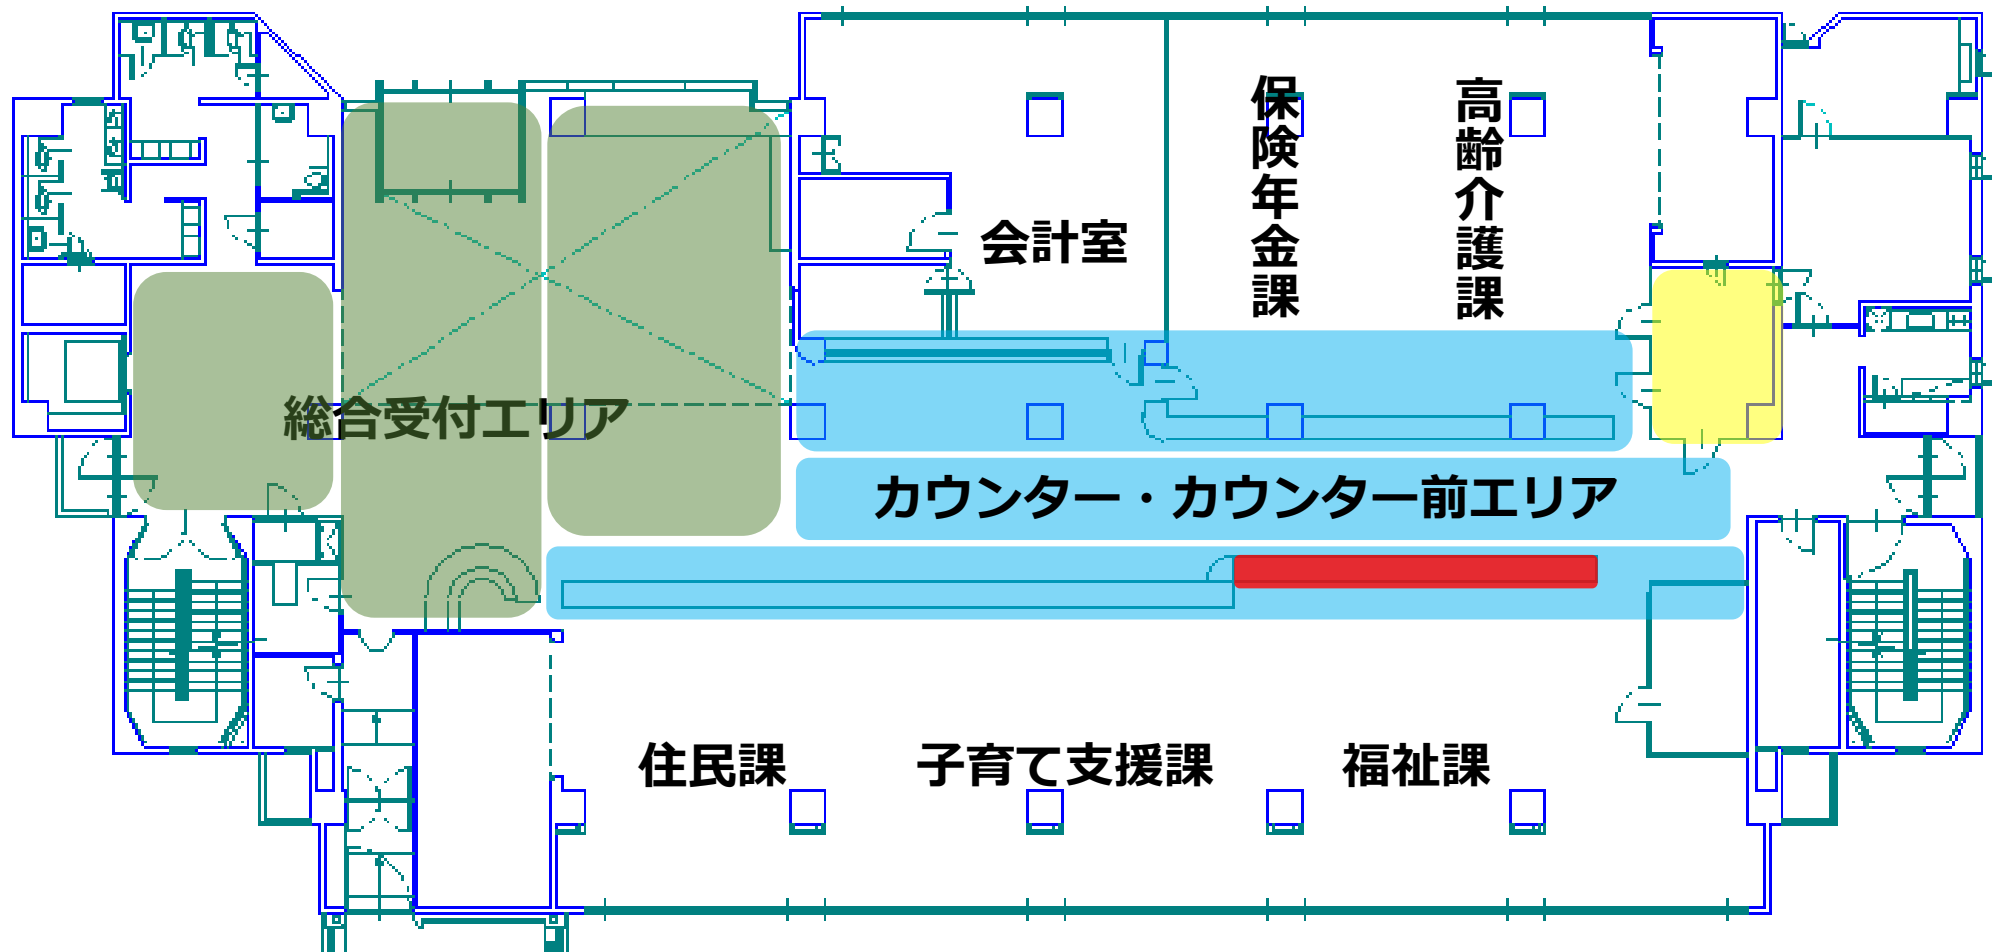 保険年金課
高齢介護課
会計室
総合受付エリア
カウンター・カウンター前エリア
住民課
子育て支援課
福祉課